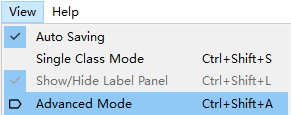 View Help
Auto Saving
Single Class Mode Ctrl+Shift+S
Show/Hide Label Panel Ctrl+Shift+L
Advanced Mode Ctrl+Shift+A